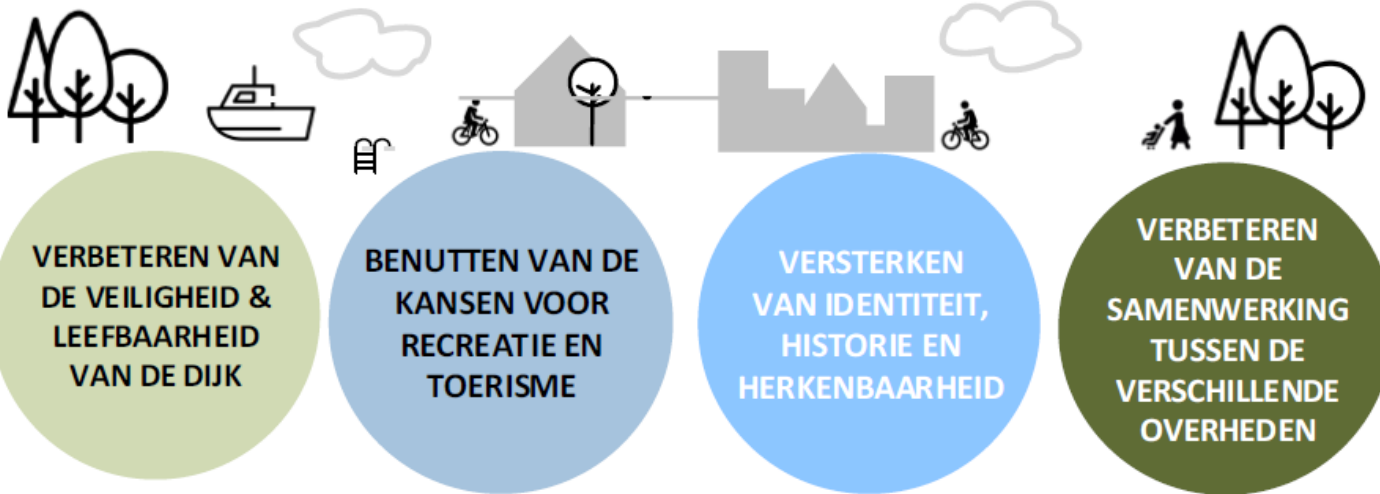 VERBETEREN VAN
DE VEILIGHEID &
LEEFBAARHEID
VAN DE DIJK
BENUTTEN VAN DE
KANSEN VOOR
RECREATIE EN
TOERISME
VERSTERKEN
VAN IDENTITEIT,
HISTORIE EN
HERKENBAARHEID
VERBETEREN
VAN DE
SAMENWERKING
TUSSEN DE
VERSCHILLENDE
OVERHEDEN